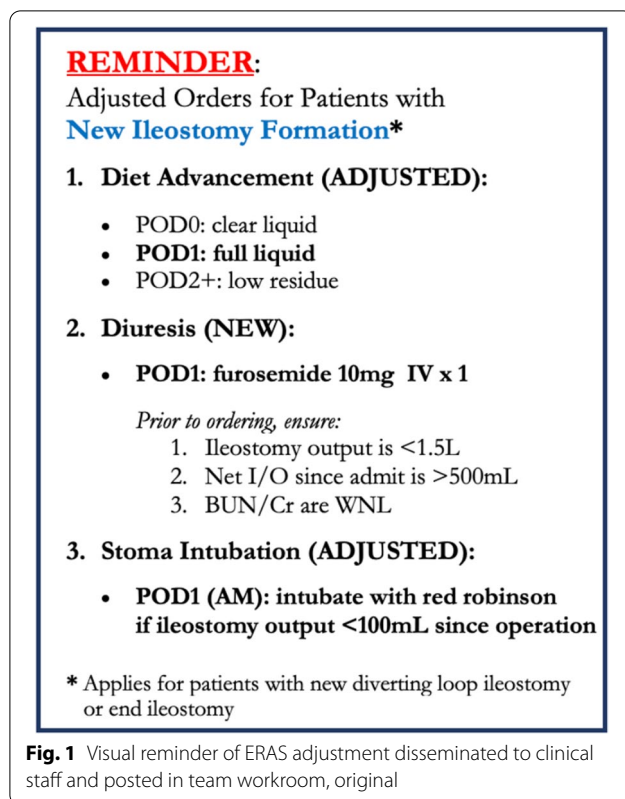 REMINDER:
Adjusted Orders for Patients with
New Ileostomy Formation*
1. Diet Advancement (ADJUSTED):
• POD0: clear liquid
• POD1: full liquid
• POD2+: low residue
2. Diuresis (NEW):
• POD1: furosemide 10mg IV x 1
Prior to ordering, ensure:
1. Ileostomy output is <1.5L
2. Net I/O since admit is >500mL
3. BUN/Cr are WNL
3. Stoma Intubation (ADJUSTED):
• POD1 (AM): intubate with red robinson
if ileostomy output <100mL since operation
* Applies for patients with new diverting loop ileostomy
or end ileostomy
Fig. 1 Visual reminder of ERAS adjustment disseminated to clinical
staff and posted in team workroom, original